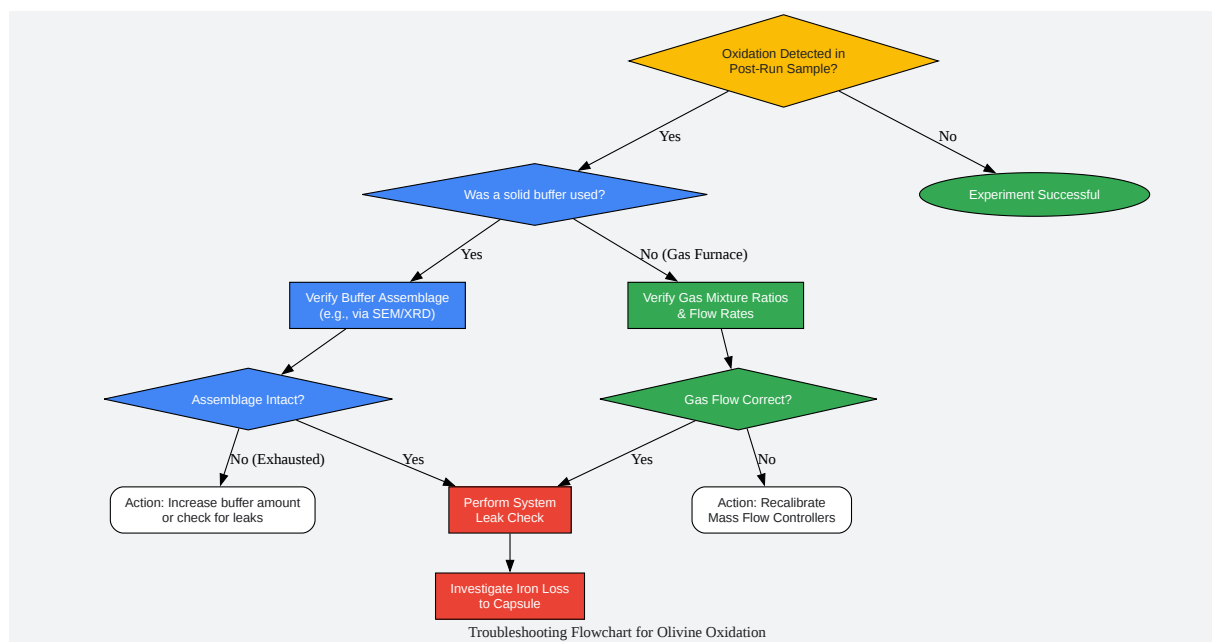 Oxidation Detected in
Post-Run Sample?
Yes
No
Was a solid buffer used?
Experiment Successful
Yes
No (Gas Furnace)
Verify Buffer Assemblage
(e.g., via SEM/XRD)
Verify Gas Mixture Ratios
& Flow Rates
Assemblage Intact?
Gas Flow Correct?
No (Exhausted)
Yes
Yes
No
Action: Increase buffer amount
or check for leaks
Perform System
Leak Check
Action: Recalibrate
Mass Flow Controllers
Investigate Iron Loss
to Capsule
Troubleshooting Flowchart for Olivine Oxidation